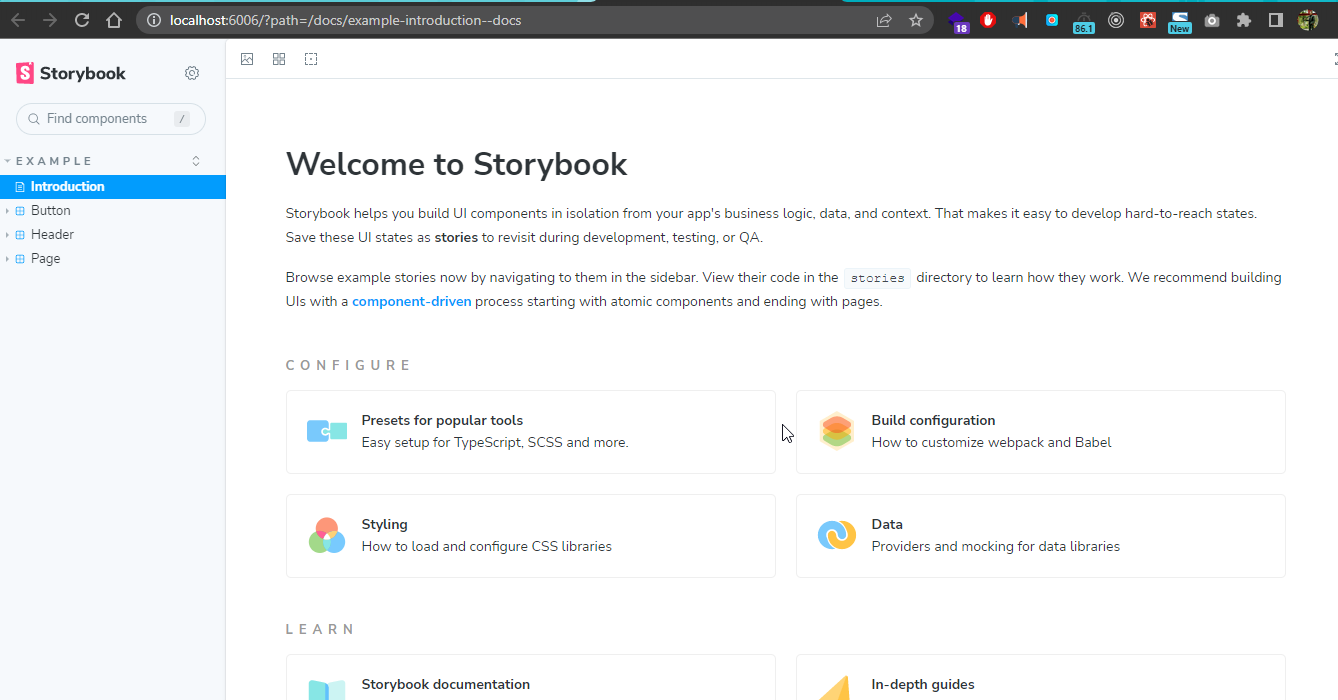 localhost:6006/?path=/docs/example-introduction--docs
18
86.1
New
Storybook
Find components
/
EXAMPLE
Introduction
Button
Header
Page
Welcome to Storybook
Storybook helps you build UI components in isolation from your app's business logic, data, and context. That makes it easy to develop hard-to-reach states.
Save these UI states as stories to revisit during development, testing, or QA.
Browse example stories now by navigating to them in the sidebar. View their code in the stories directory to learn how they work. We recommend building
UIs with a component-driven process starting with atomic components and ending with pages.
CONFIGURE
Presets for popular tools
Easy setup for TypeScript, SCSS and more.
Build configuration
How to customize webpack and Babel
Styling
How to load and configure CSS libraries
Data
Providers and mocking for data libraries
LEARN
Storybook documentation
In-depth guides